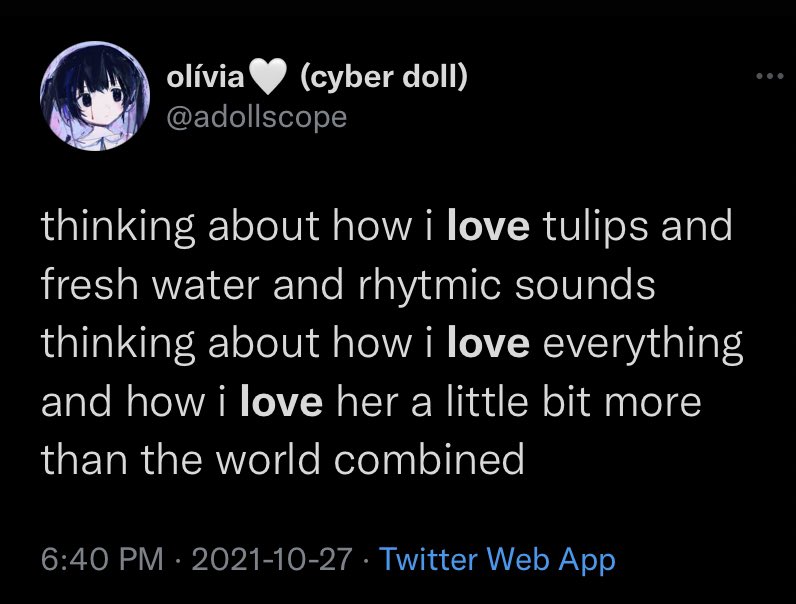 olívia🤍 (cyber doll)
@adollscope
thinking about how i love tulips and
fresh water and rhytmic sounds
thinking about how i love everything
and how i love her a little bit more
than the world combined
6:40 PM · 2021-10-27 · Twitter Web App